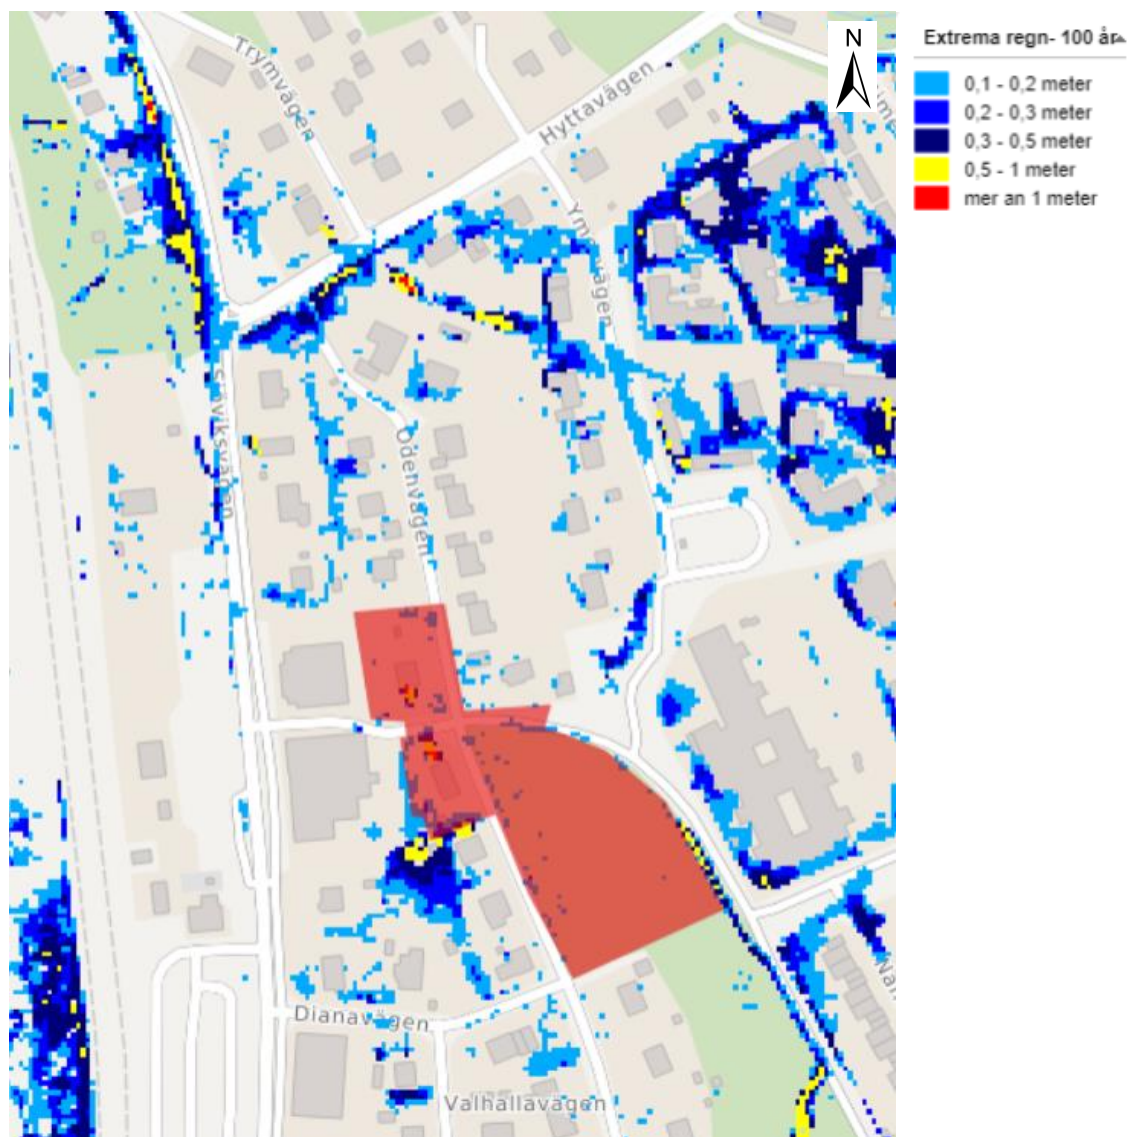 N
Extrema regn- 100 år
0,1 - 0,2 meter
0,2 - 0,3 meter
0,3 - 0,5 meter
0,5 - 1 meter
mer an 1 meter
Trymvägen
Hyttavägen
Odenvägen
Dianavägen
Valhallavägen